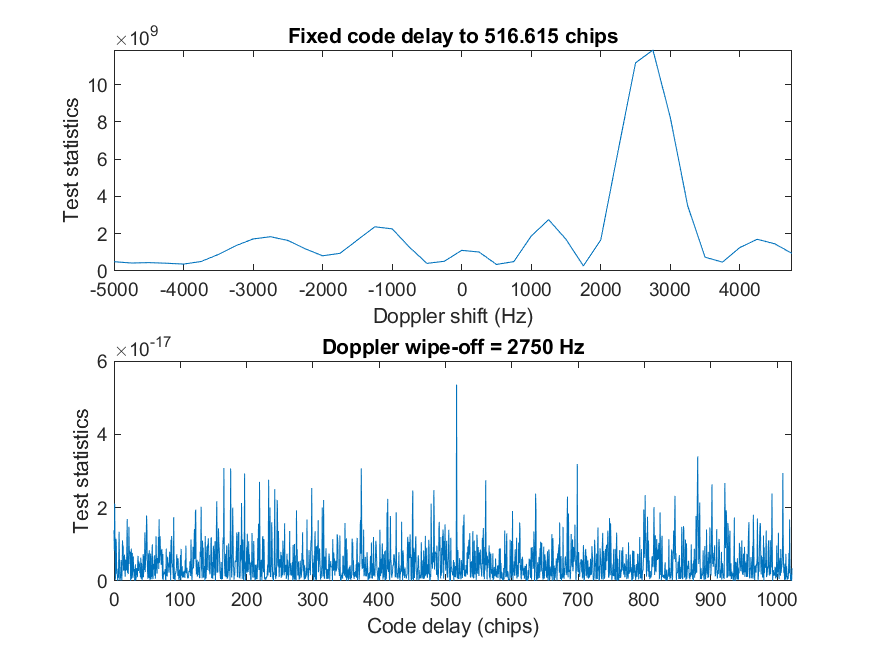 ×10^9
Fixed code delay to 516.615 chips
10
8
6
4
2
0
Test statistics
-5000 -4000 -3000 -2000 -1000 0 1000 2000 3000 4000
Doppler shift (Hz)
×10^-17
Doppler wipe-off = 2750 Hz
6
4
2
0
Test statistics
0 100 200 300 400 500 600 700 800 900 1000
Code delay (chips)